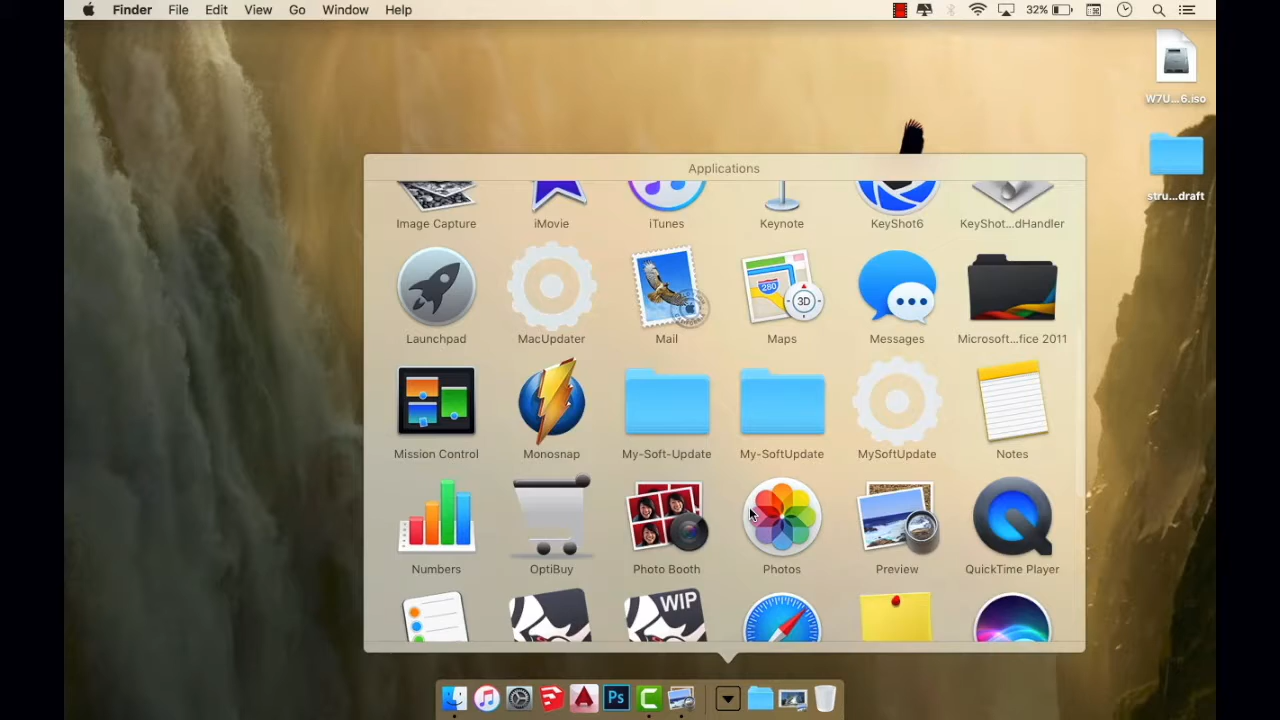 Finder File Edit View Go Window Help 32%
W7U...6.iso
stru...draft
Applications
Image Capture iMovie iTunes Keynote KeyShot6 KeyShot...dHandler
280 3D
Launchpad MacUpdater Mail Maps Messages Microsoft...fice 2011
Mission Control Monosnap My-Soft-Update My-SoftUpdate MySoftUpdate Notes
Numbers OptiBuy Photo Booth Photos Preview QuickTime Player
WIP
Ps